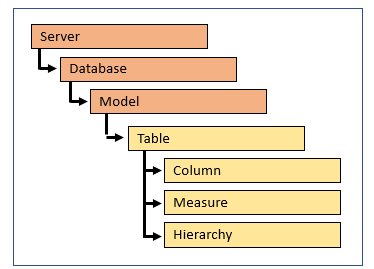 Server
Database
Model
Table
Column
Measure
Hierarchy